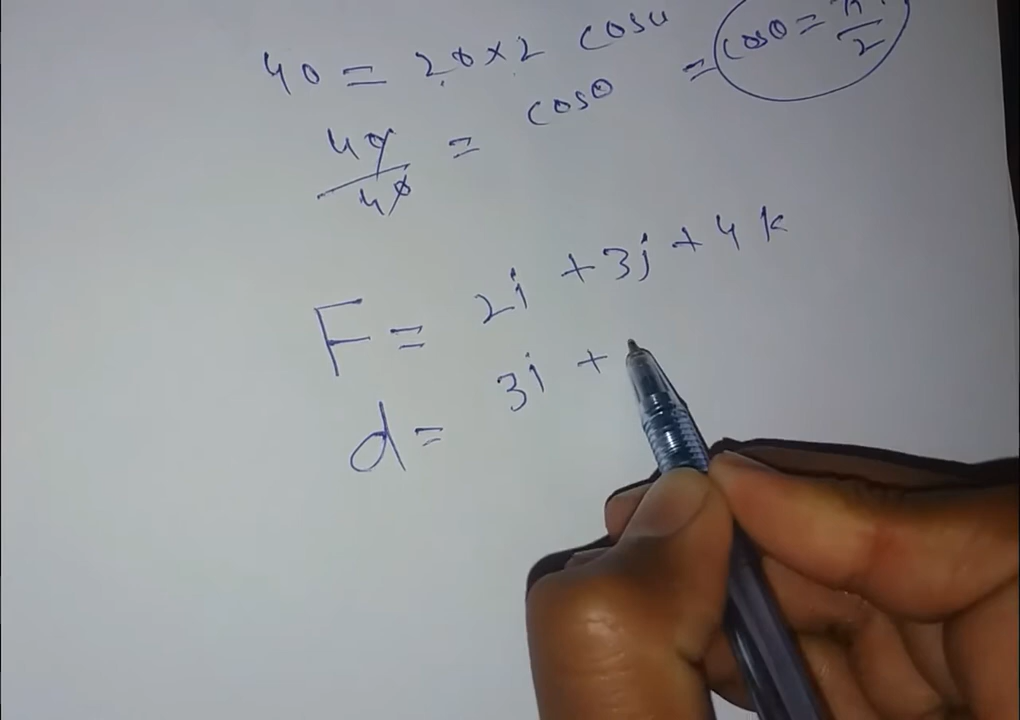 40 = 20×2 cosθ
40/40 = cosθ = cosθ = π/2
F = 2i + 3j + 4k
d = 3i +